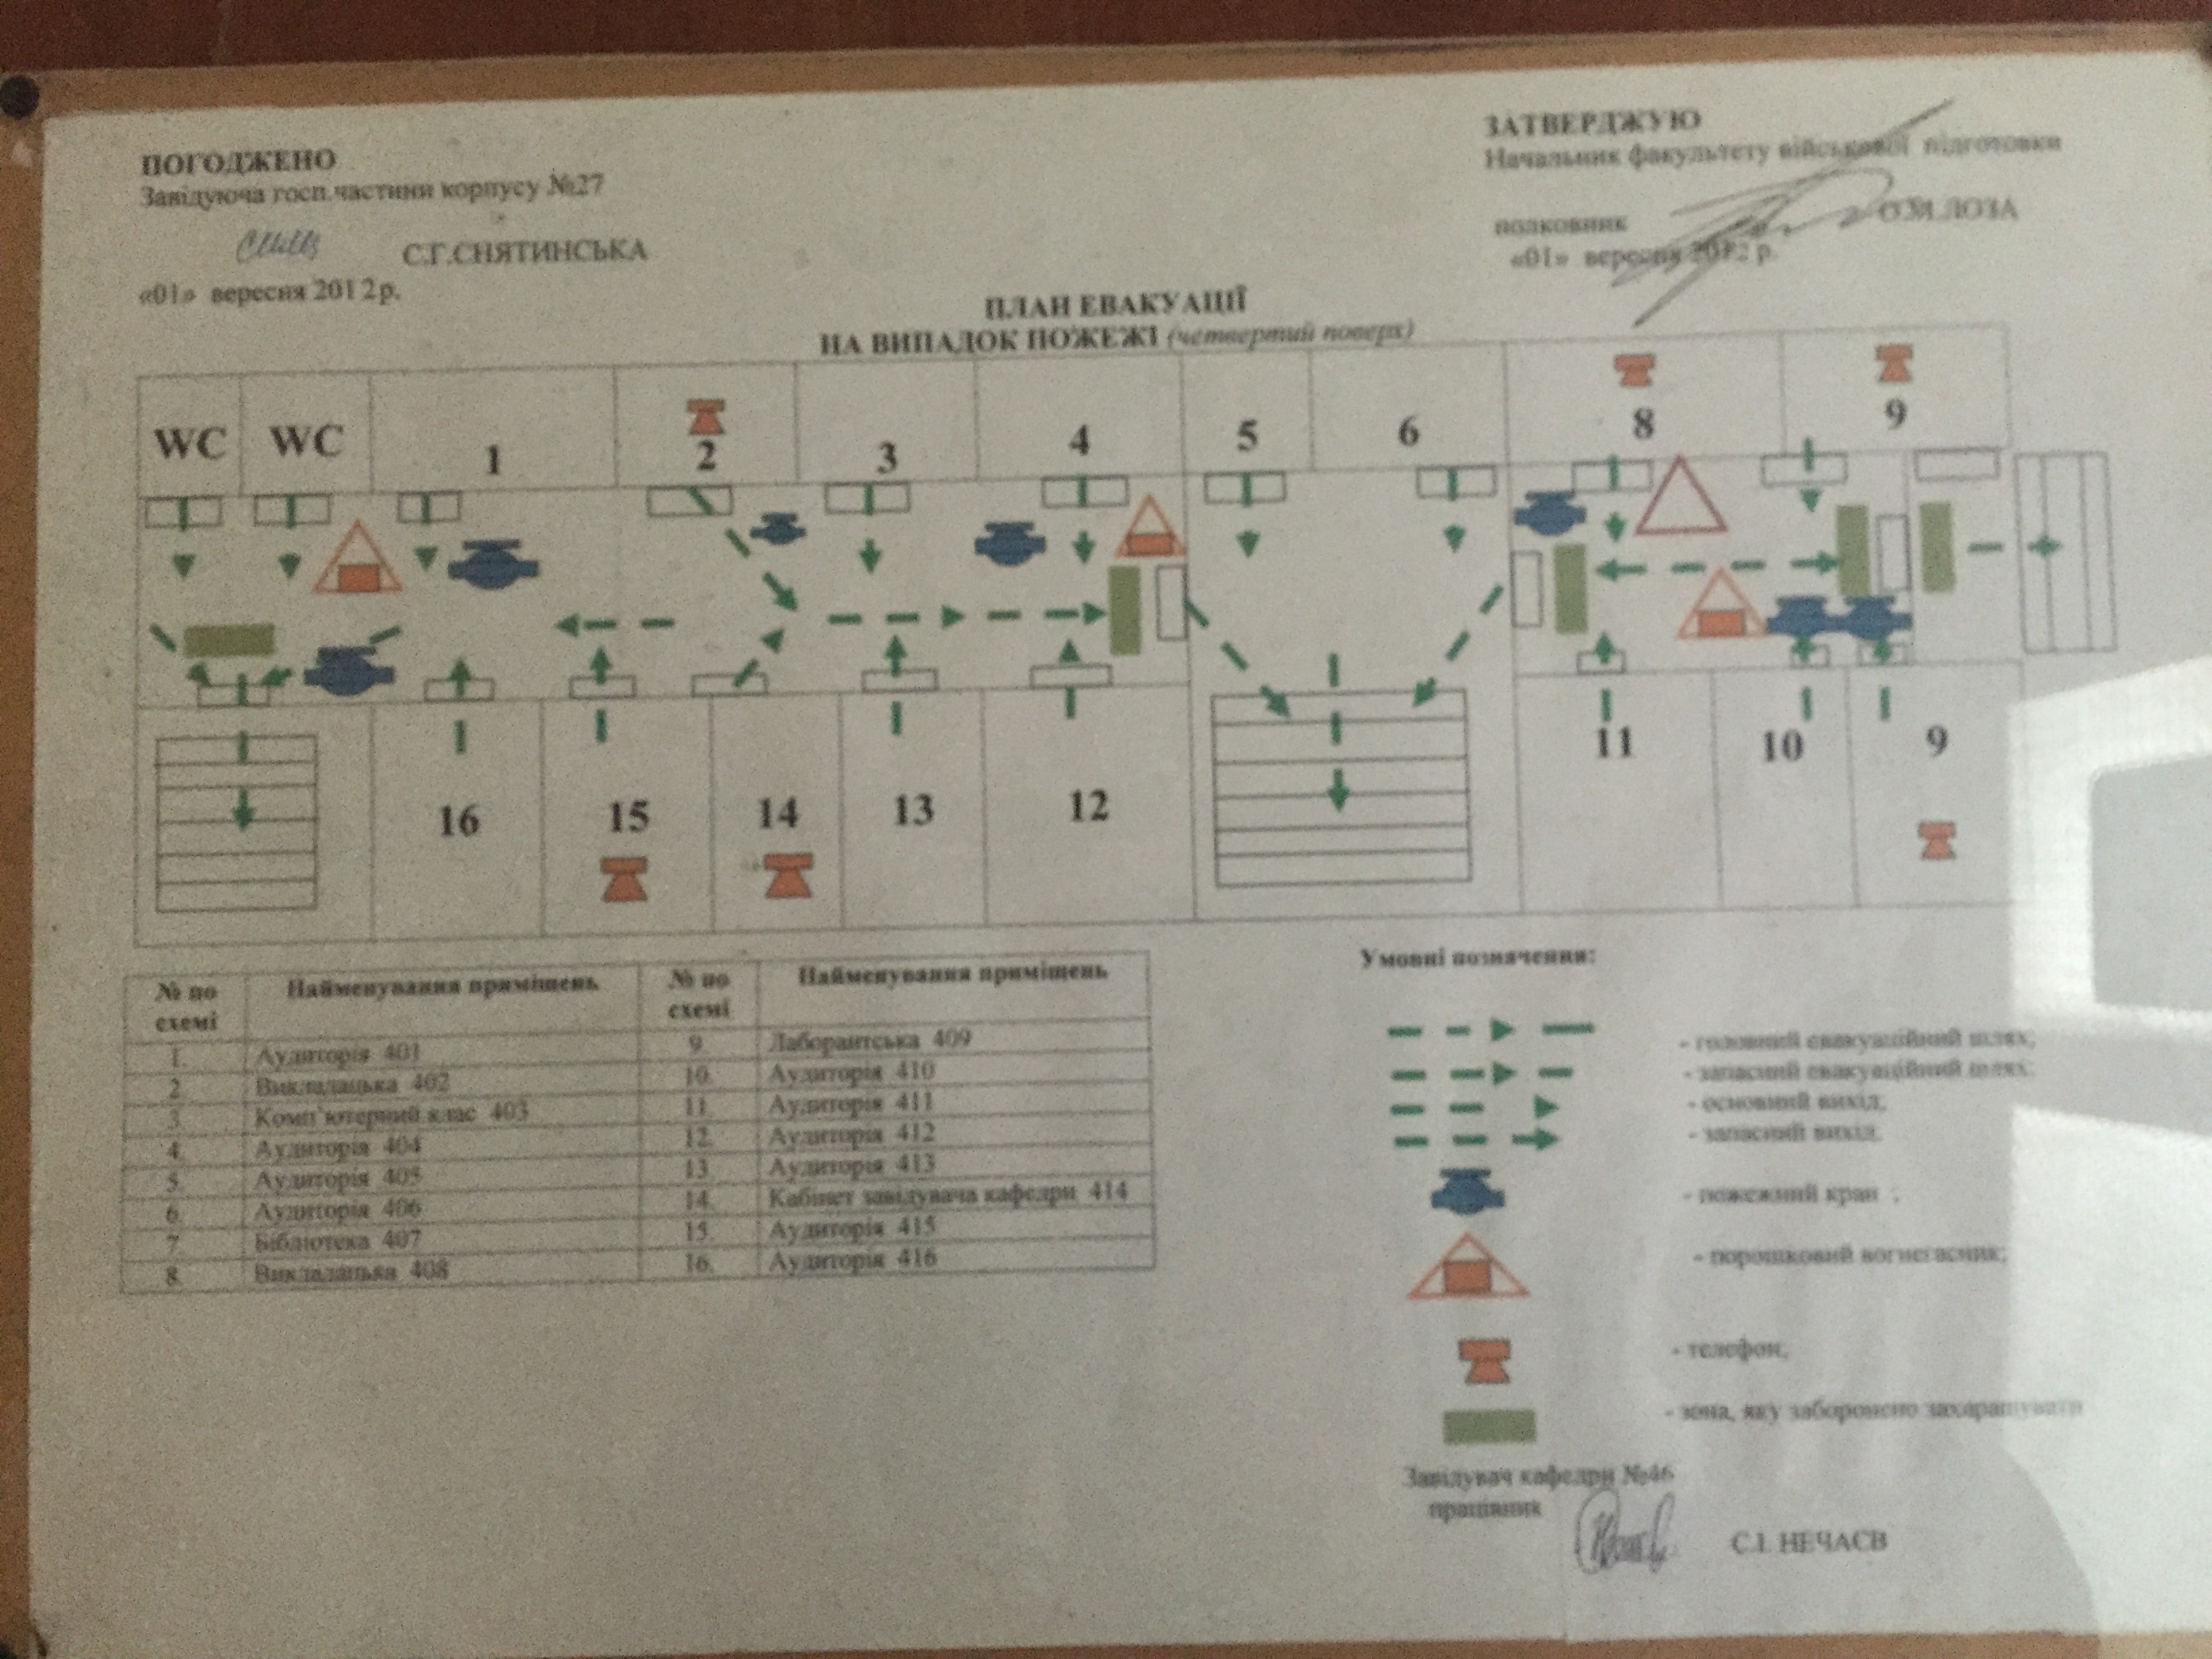 ПОГОДЖЕНО
Завідуюча госп.частини корпусу №27
С.Г.СНЯТИНСЬКА
«01» вересня 2012р.
ЗАТВЕРДЖУЮ
Начальник факультету військової підготовки
полковник ЛОЗА
«01» вересня 2012 р.
ПЛАН ЕВАКУАЦІЇ
НА ВИПАДОК ПОЖЕЖІ (четвертий поверх)
WC WC 1 2 3 4 5 6 8 9
16 15 14 13 12 11 10 9
№ по схемі Найменування приміщень № по схемі Найменування приміщень
1. Аудиторія 401 9. Лаборантська 409
2. Викладацька 402 10. Аудиторія 410
3. Комп'ютерний клас 403 11. Аудиторія 411
4. Аудиторія 404 12. Аудиторія 412
5. Аудиторія 405 13. Аудиторія 413
6. Аудиторія 406 14. Кабінет завідувача кафедри 414
7. Бібліотека 407 15. Аудиторія 415
8. 408 16. Аудиторія 416
Умовні позначення:
- головний евакуаційний шлях;
- запасний евакуаційний шлях;
- основний вихід;
- запасний вихід;
- пожежний кран ;
- порошковий вогнегасник;
- телефон;
- зона, яку заборонено захаращувати
Завідувач кафедри №46
працівник
С.І. НЕЧАЄВ